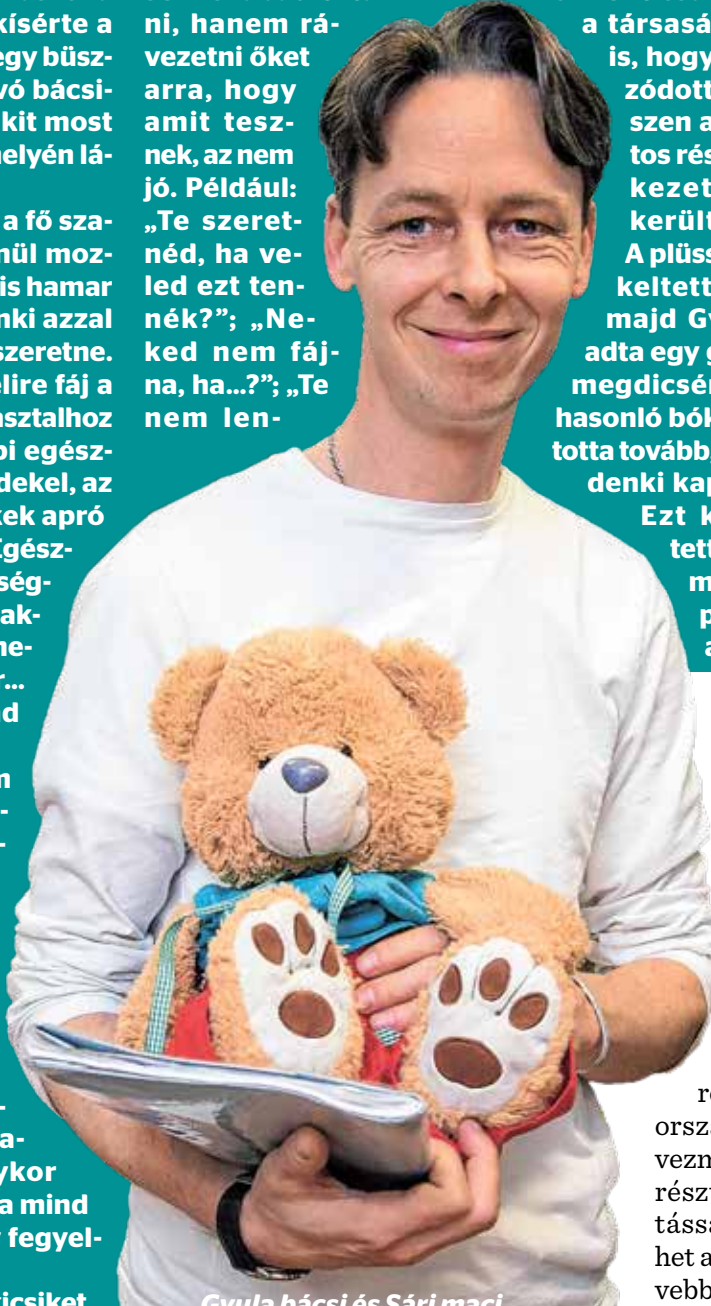 kísérte a
egy büsz-
vó bácsi-
kit most
helyén lá-
a fő sza-
nül moz-
is hamar
nki azzal
szeretne.
lire fáj a
asztalhoz
bi egész-
dekel, az
kek apró
Egész-
ség-
ak-
ne-
r...
nd
m
a-
ykor
a mind
fegyel-
icsiket
ni, hanem rá-
vezetni őket
arra, hogy
amit tesz-
nek, az nem
jó. Például:
„Te szeret-
néd, ha ve-
led ezt ten-
nék?”; „Ne-
ked nem fáj-
na, ha...?”; „Te
nem len-
a társasá
is, hogy
zódott
szen a
tos rés
kezet
került
A plüss
keltett
majd Gy
adta egy g
megdicsér
hasonló bók
totta tovább,
denki kap
Ezt k
tett
m
p
a
re
orsza
vezm
részt
tássa
het a
vebb
Gyula bácsi és Sári maci